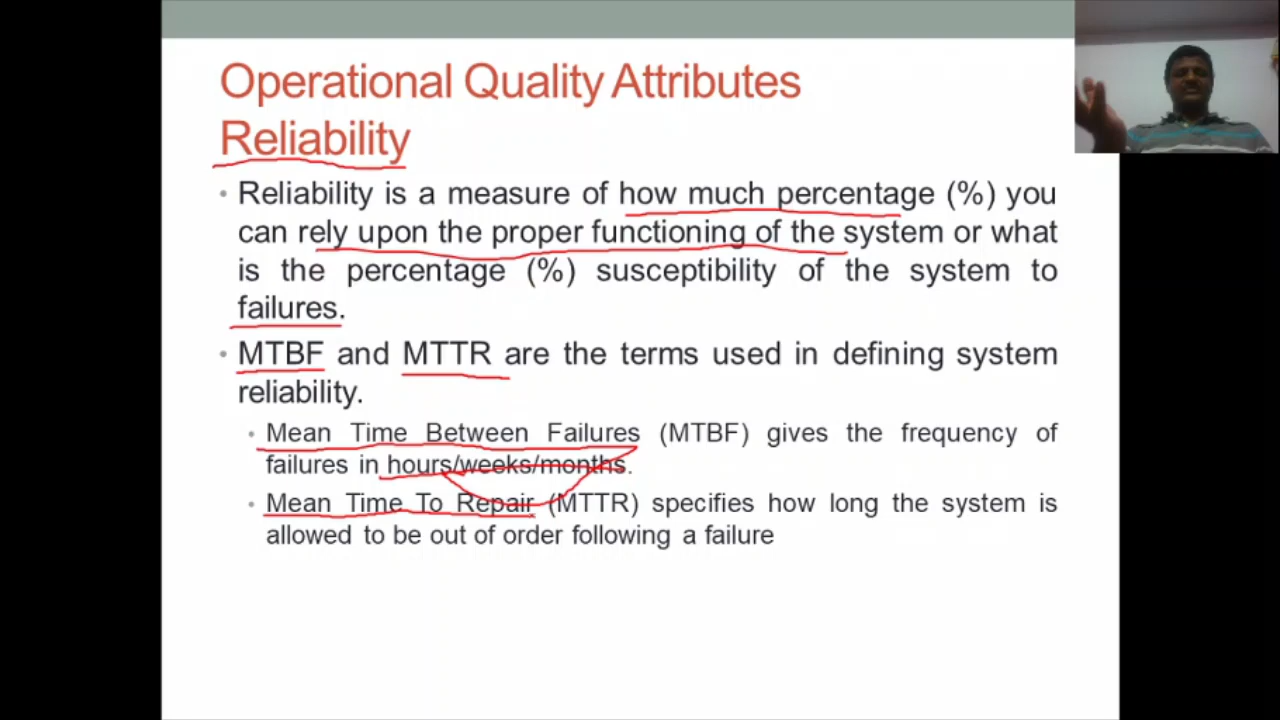 Operational Quality Attributes
Reliability
• Reliability is a measure of how much percentage (%) you
can rely upon the proper functioning of the system or what
is the percentage (%) susceptibility of the system to
failures.
• MTBF and MTTR are the terms used in defining system
reliability.
• Mean Time Between Failures (MTBF) gives the frequency of
failures in hours/weeks/months.
• Mean Time To Repair (MTTR) specifies how long the system is
allowed to be out of order following a failure